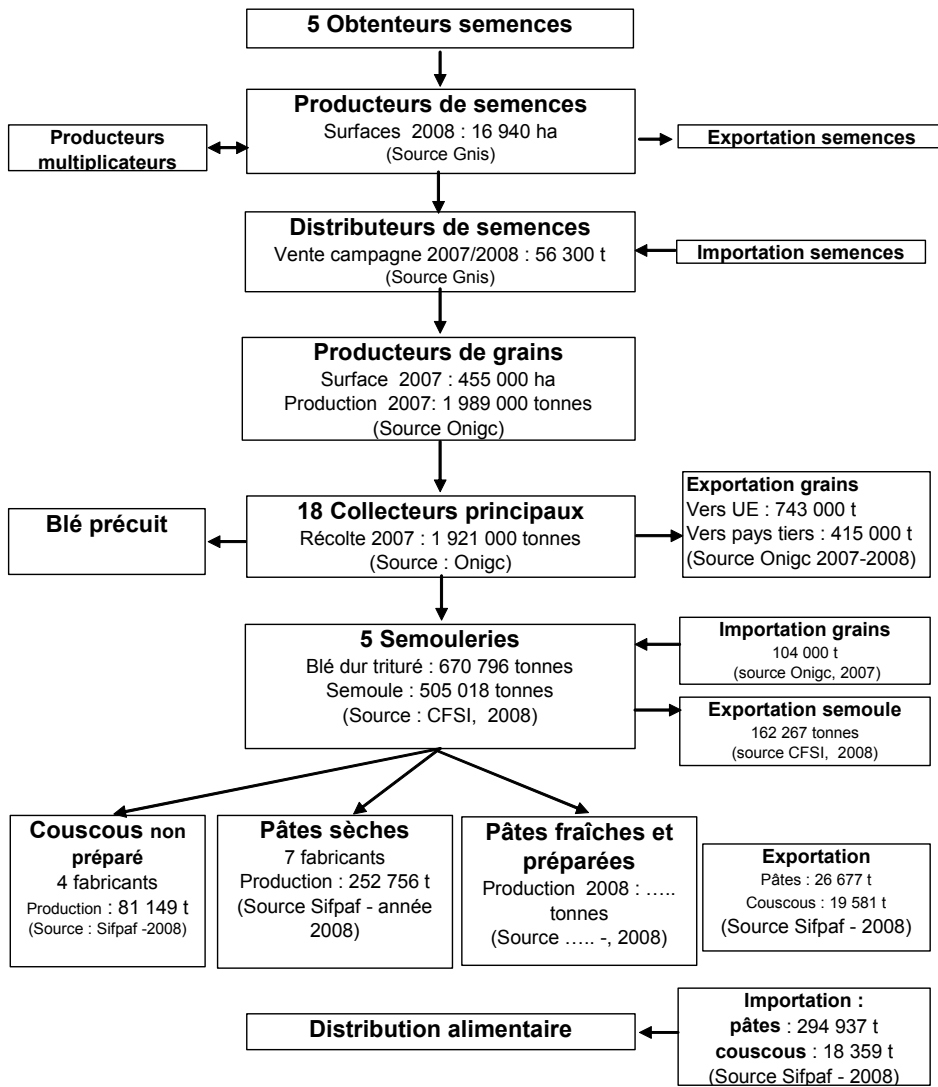 5 Obtenteurs semences
Producteurs de semences
Surfaces 2008 : 16 940 ha
(Source Gnis)
Producteurs
multiplicateurs
Exportation semences
Distributeurs de semences
Vente campagne 2007/2008 : 56 300 t
(Source Gnis)
Importation semences
Producteurs de grains
Surface 2007 : 455 000 ha
Production 2007: 1 989 000 tonnes
(Source Onigc)
Blé précuit
18 Collecteurs principaux
Récolte 2007 : 1 921 000 tonnes
(Source : Onigc)
Exportation grains
Vers UE : 743 000 t
Vers pays tiers : 415 000 t
(Source Onigc 2007-2008)
5 Semouleries
Blé dur trituré : 670 796 tonnes
Semoule : 505 018 tonnes
(Source : CFSI, 2008)
Importation grains
104 000 t
(source Onigc, 2007)
Exportation semoule
162 267 tonnes
(source CFSI, 2008)
Couscous non
préparé
4 fabricants
Production : 81 149 t
(Source : Sifpaf -2008)
Pâtes sèches
7 fabricants
Production : 252 756 t
(Source Sifpaf - année
2008)
Pâtes fraîches et
préparées
Production 2008 : .....
tonnes
(Source ..... -, 2008)
Exportation
Pâtes : 26 677 t
Couscous : 19 581 t
(Source Sifpaf - 2008)
Distribution alimentaire
Importation :
pâtes : 294 937 t
couscous : 18 359 t
(Source Sifpaf - 2008)